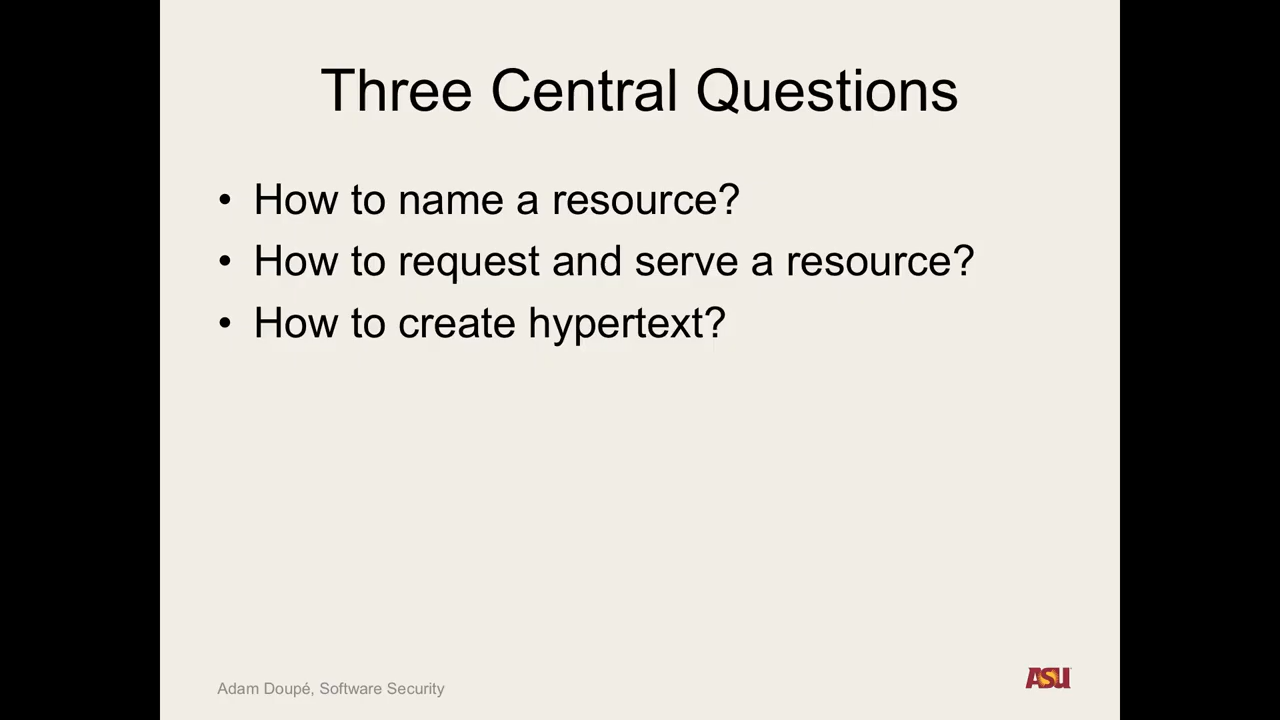 Three Central Questions
• How to name a resource?
• How to request and serve a resource?
• How to create hypertext?
Adam Doupé, Software Security
ASU